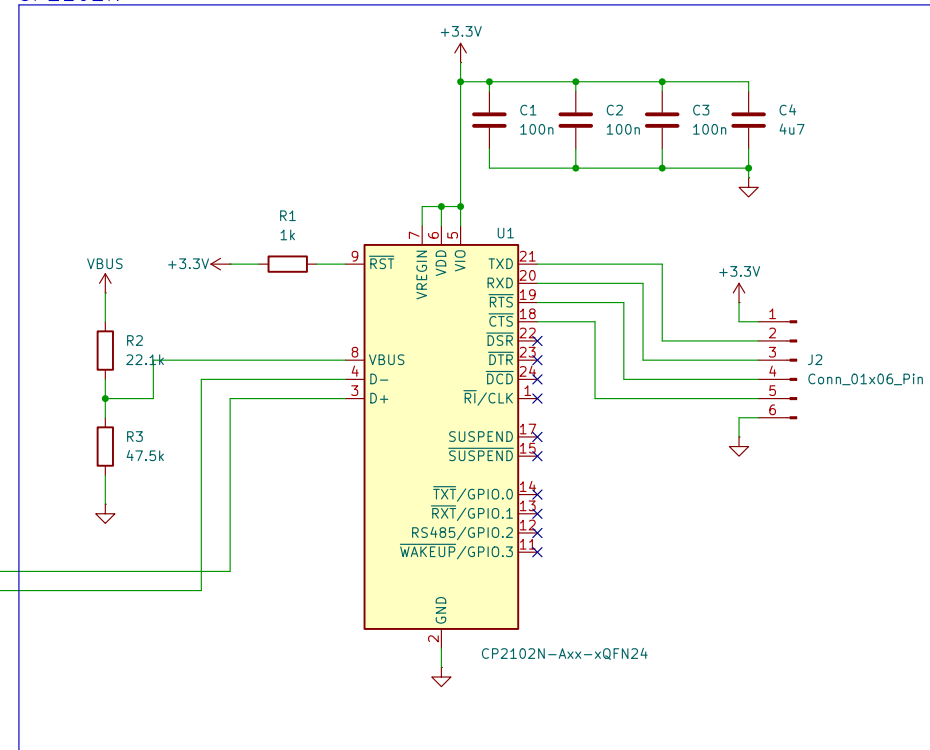 CP2102N
+3.3V
C1
100n
C2
100n
C3
100n
C4
4u7
R1
1k
+3.3V
VBUS
R2
22.1k
R3
47.5k
U1
7
6
5
VREGIN
VDD
VIO
9
RST
8
VBUS
4
D-
3
D+
TXD
21
RXD
20
RTS
19
CTS
18
DSR
22
DTR
23
DCD
24
RI/CLK
1
SUSPEND
17
SUSPEND
15
TXT/GPIO.0
14
RXT/GPIO.1
13
RS485/GPIO.2
12
WAKEUP/GPIO.3
11
GND
2
CP2102N-Axx-xQFN24
+3.3V
1
2
3
4
5
6
J2
Conn_01x06_Pin